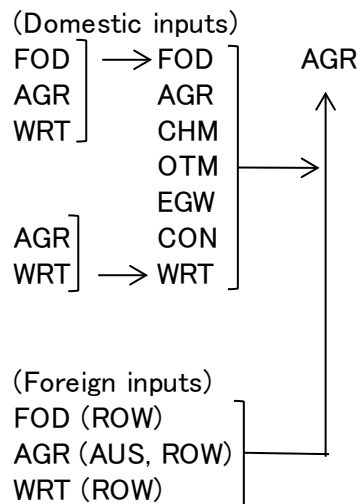 (Domestic inputs)
FOD FOD AGR
AGR AGR
WRT CHM
OTM
EGW
AGR CON
WRT WRT
(Foreign inputs)
FOD (ROW)
AGR (AUS, ROW)
WRT (ROW)